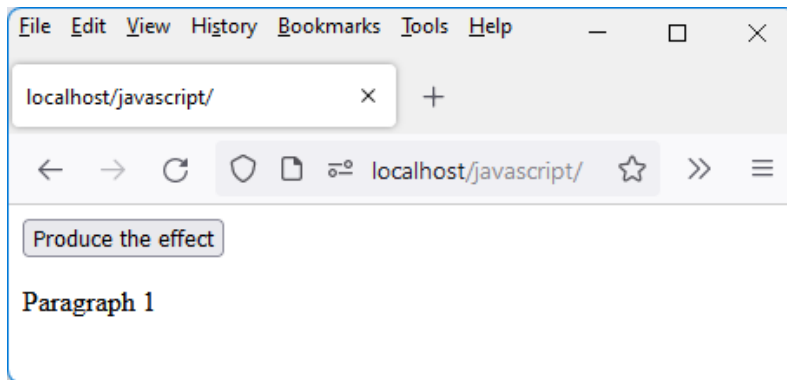 File Edit View History Bookmarks Tools Help
localhost/javascript/
localhost/javascript/
Produce the effect
Paragraph 1